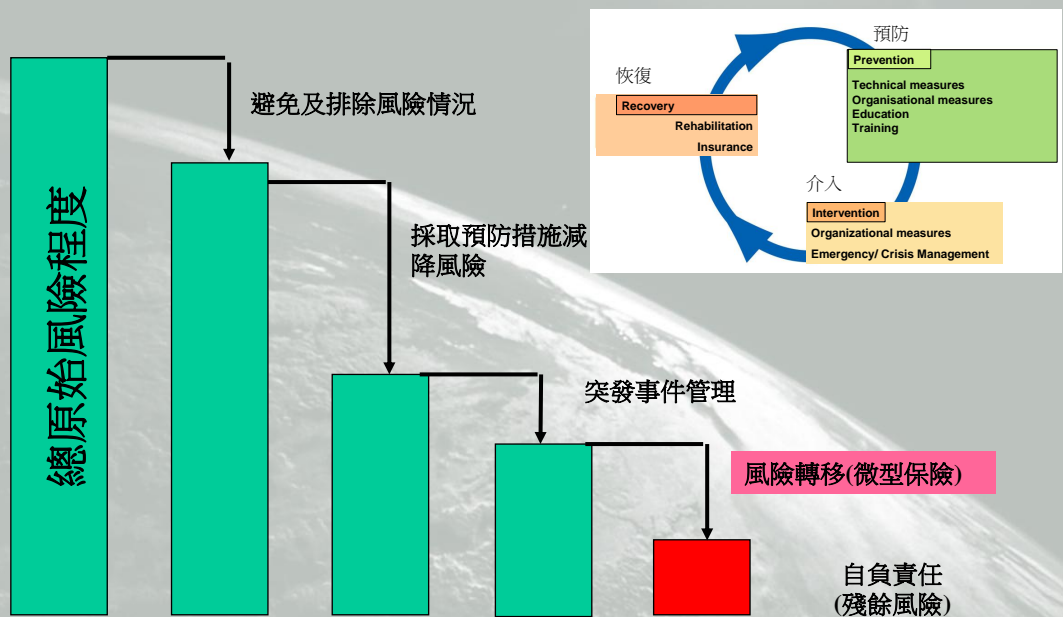 總原始風險程度
避免及排除風險情況
採取預防措施減
降風險
突發事件管理
風險轉移(微型保險)
自負責任
(殘餘風險)
預防
Prevention
Technical measures
Organisational measures
Education
Training
介入
Intervention
Organizational measures
Emergency/ Crisis Management
恢復
Recovery
Rehabilitation
Insurance